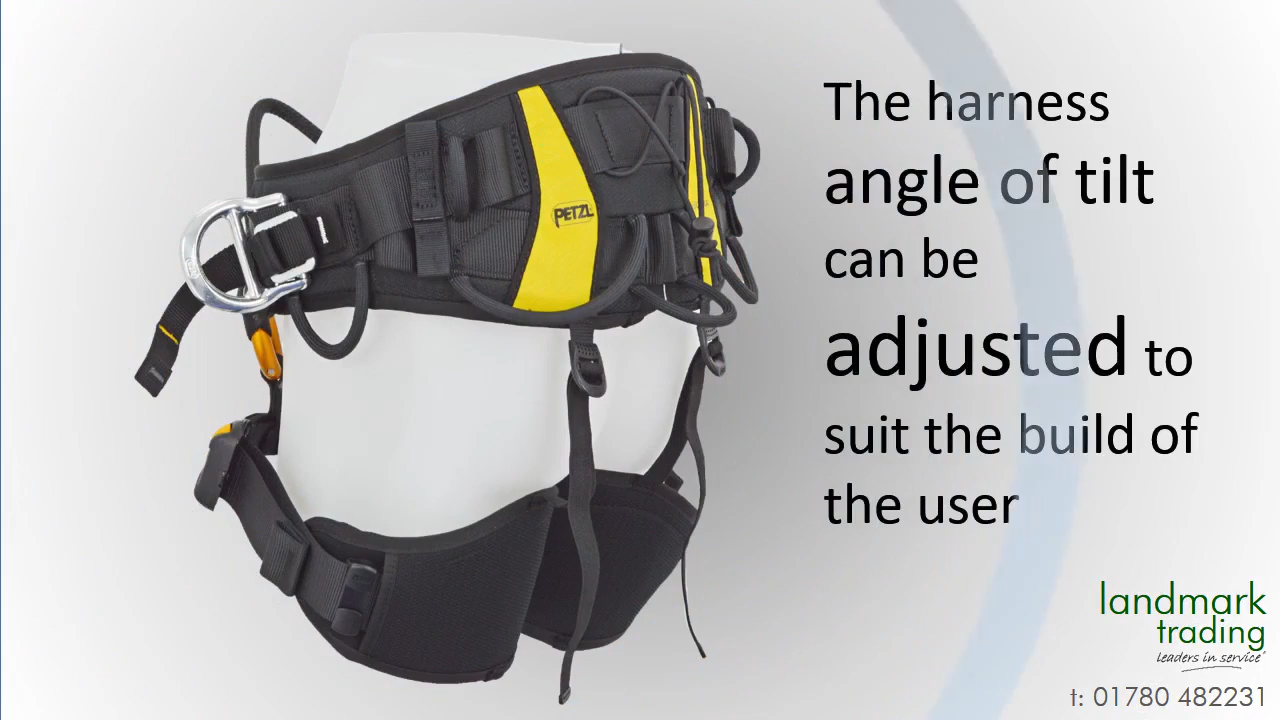 The harness
angle of tilt
can be
adjusted to
suit the build of
the user
PETZL
landmark
trading
leaders in service
t: 01780 482231